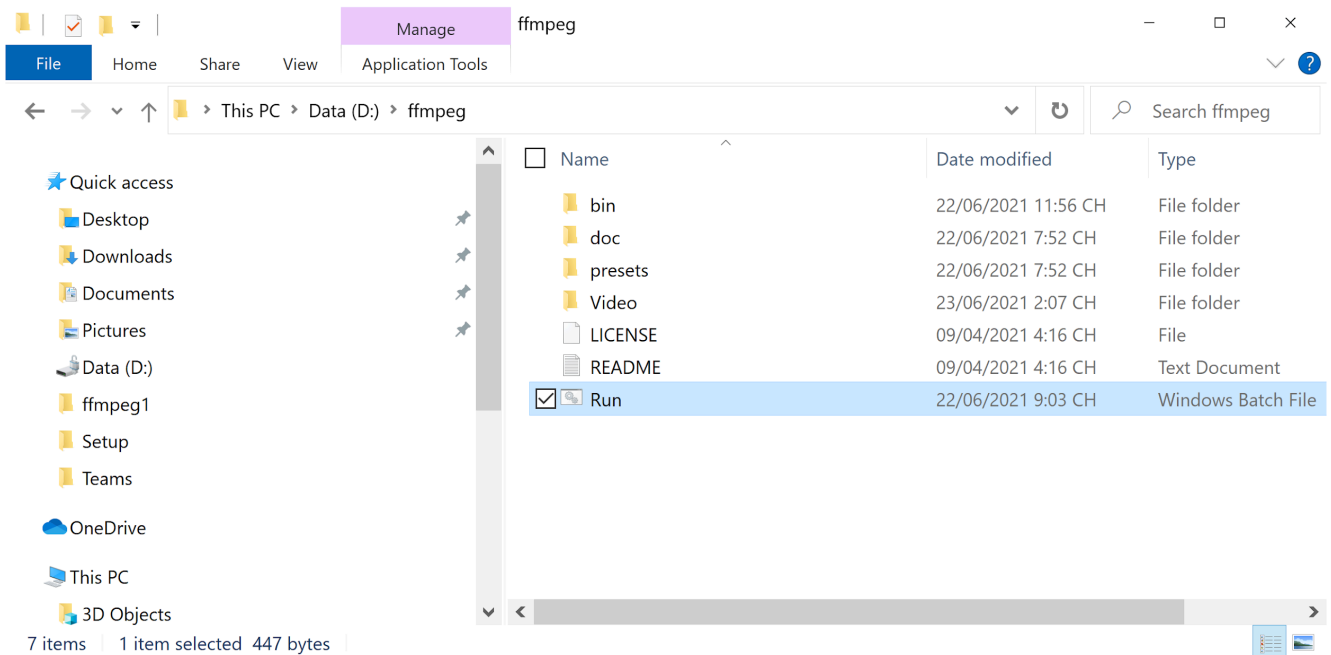 Manage ffmpeg
File Home Share View Application Tools
This PC Data (D:) ffmpeg Search ffmpeg
Quick access
Desktop
Downloads
Documents
Pictures
Data (D:)
ffmpeg1
Setup
Teams
OneDrive
This PC
3D Objects
Name Date modified Type
bin 22/06/2021 11:56 CH File folder
doc 22/06/2021 7:52 CH File folder
presets 22/06/2021 7:52 CH File folder
Video 23/06/2021 2:07 CH File folder
LICENSE 09/04/2021 4:16 CH File
README 09/04/2021 4:16 CH Text Document
Run 22/06/2021 9:03 CH Windows Batch File
7 items 1 item selected 447 bytes